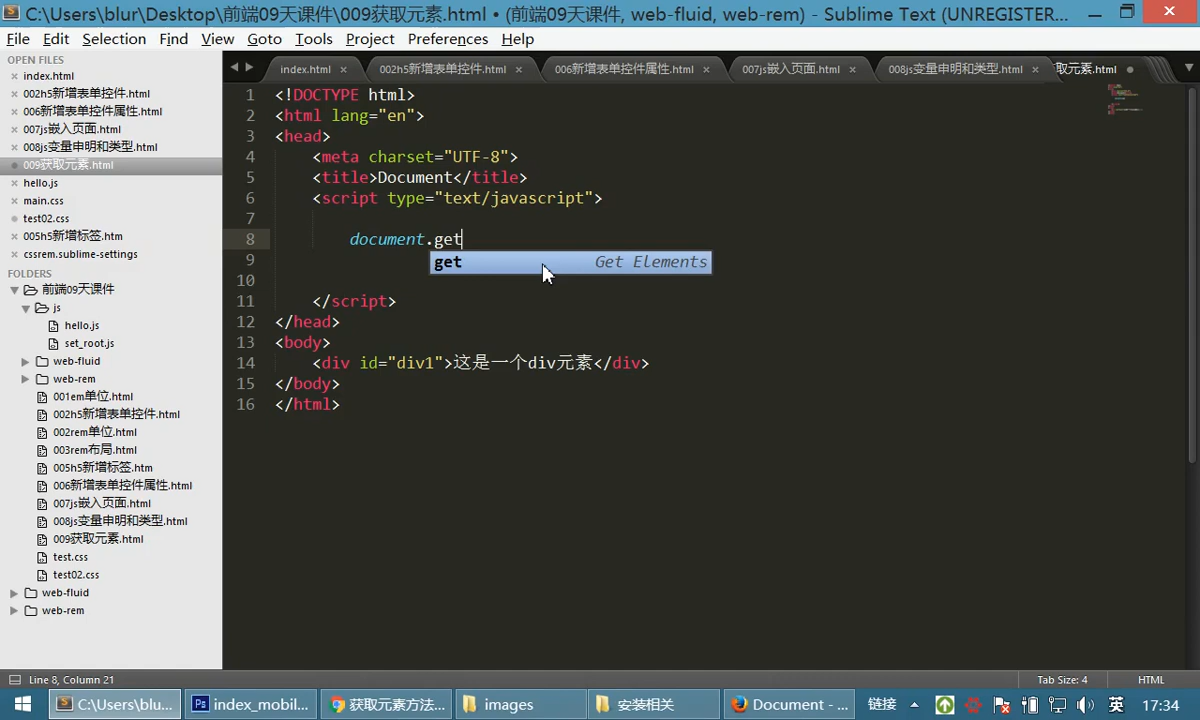 C:\Users\blur\Desktop\前端09天课件\009获取元素.html • (前端09天课件, web-fluid, web-rem) - Sublime Text (UNREGISTER...
File Edit Selection Find View Goto Tools Project Preferences Help
OPEN FILES
index.html
002h5新增表单控件.html
006新增表单控件属性.html
007js嵌入页面.html
008js变量申明和类型.html
009获取元素.html
hello.js
main.css
test02.css
005h5新增标签.htm
cssrem.sublime-settings
FOLDERS
前端09天课件
js
hello.js
set_root.js
web-fluid
web-rem
001em单位.html
002h5新增表单控件.html
002rem单位.html
003rem布局.html
005h5新增标签.htm
006新增表单控件属性.html
007js嵌入页面.html
008js变量申明和类型.html
009获取元素.html
test.css
test02.css
web-fluid
web-rem
index.html 002h5新增表单控件.html 006新增表单控件属性.html 007js嵌入页面.html 008js变量申明和类型.html 取元素.html
1 <!DOCTYPE html>
2 <html lang="en">
3 <head>
4 <meta charset="UTF-8">
5 <title>Document</title>
6 <script type="text/javascript">
7
8 document.get
get Get Elements
9
10
11 </script>
12 </head>
13 <body>
14 <div id="div1">这是一个div元素</div>
15 </body>
16 </html>
Line 8, Column 21 Tab Size: 4 HTML
C:\Users\blu... index_mobil... 获取元素方法... images 安装相关 Document - ... 链接 英 17:34